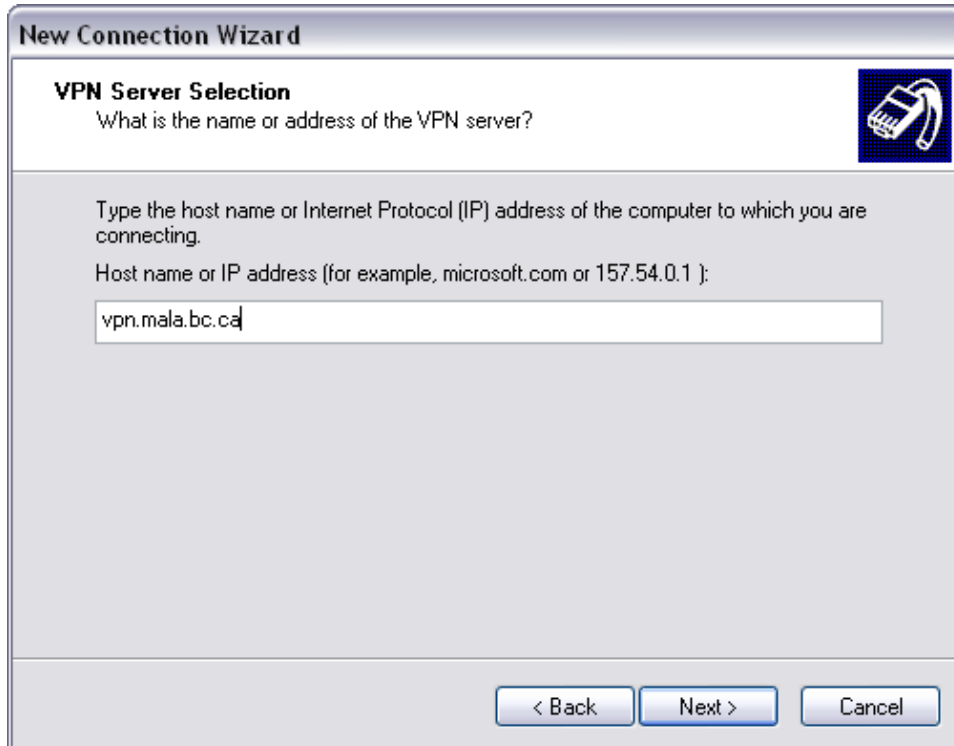 New Connection Wizard
VPN Server Selection
What is the name or address of the VPN server?
Type the host name or Internet Protocol (IP) address of the computer to which you are
connecting.
Host name or IP address (for example, microsoft.com or 157.54.0.1 ):
vpn.mala.bc.ca
< Back Next > Cancel